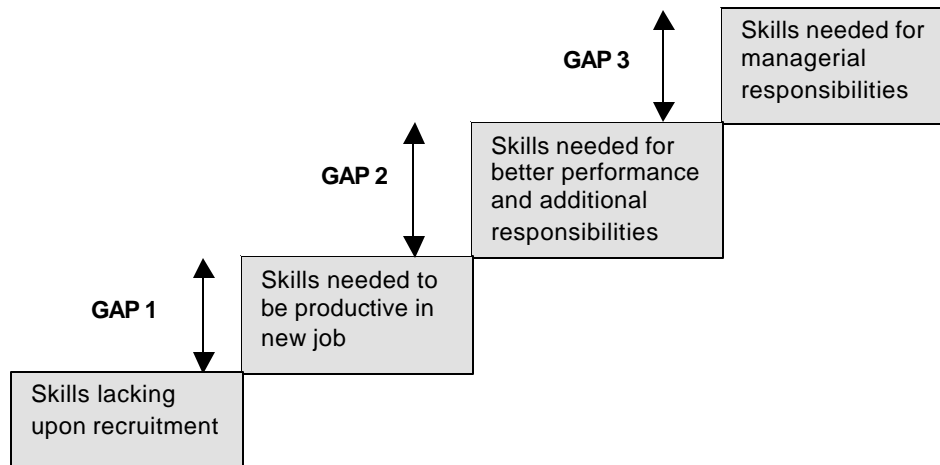 Skills needed for
managerial
responsibilities
GAP 3
Skills needed for
better performance
and additional
responsibilities
GAP 2
Skills needed to
be productive in
new job
GAP 1
Skills lacking
upon recruitment